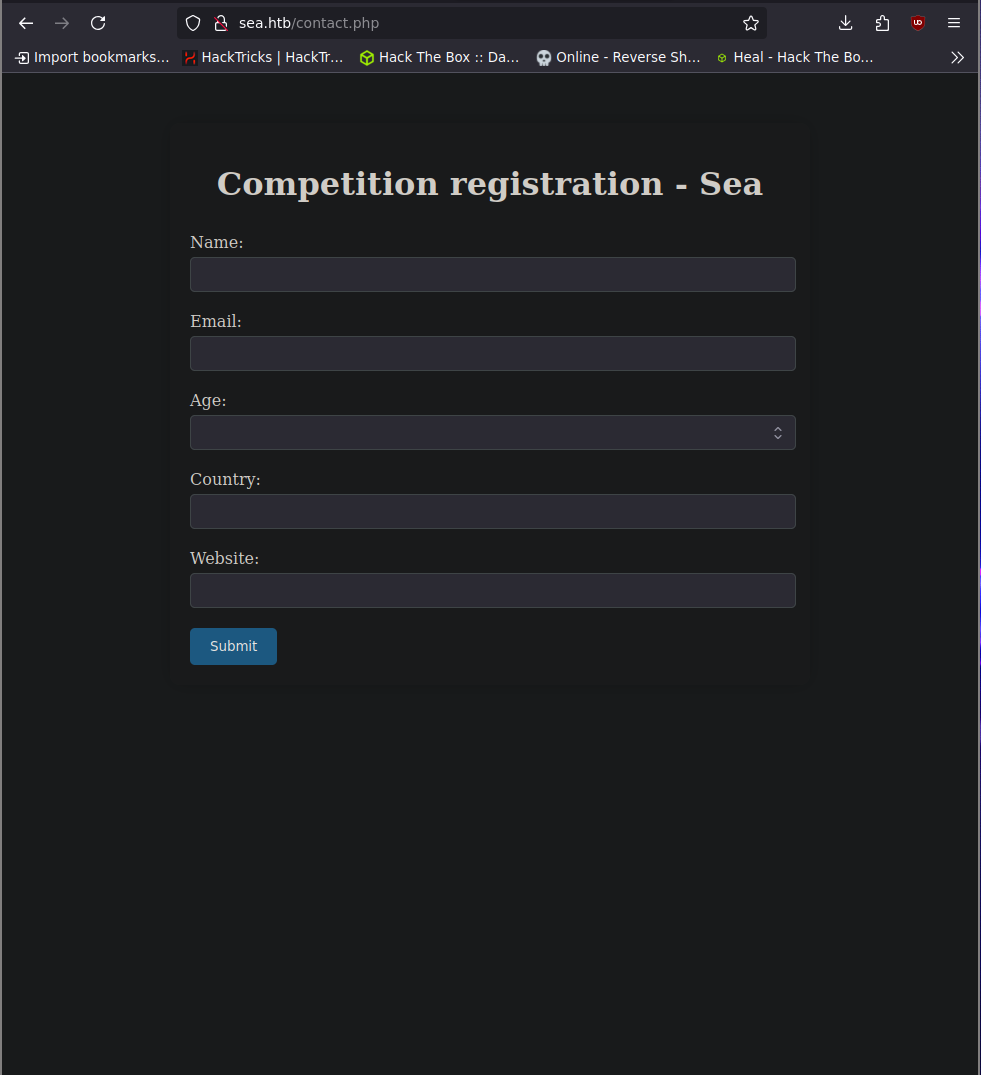 sea.htb/contact.php
Import bookmarks... HackTricks | HackTr... Hack The Box :: Da... Online - Reverse Sh... Heal - Hack The Bo...
Competition registration - Sea
Name:
Email:
Age:
Country:
Website:
Submit